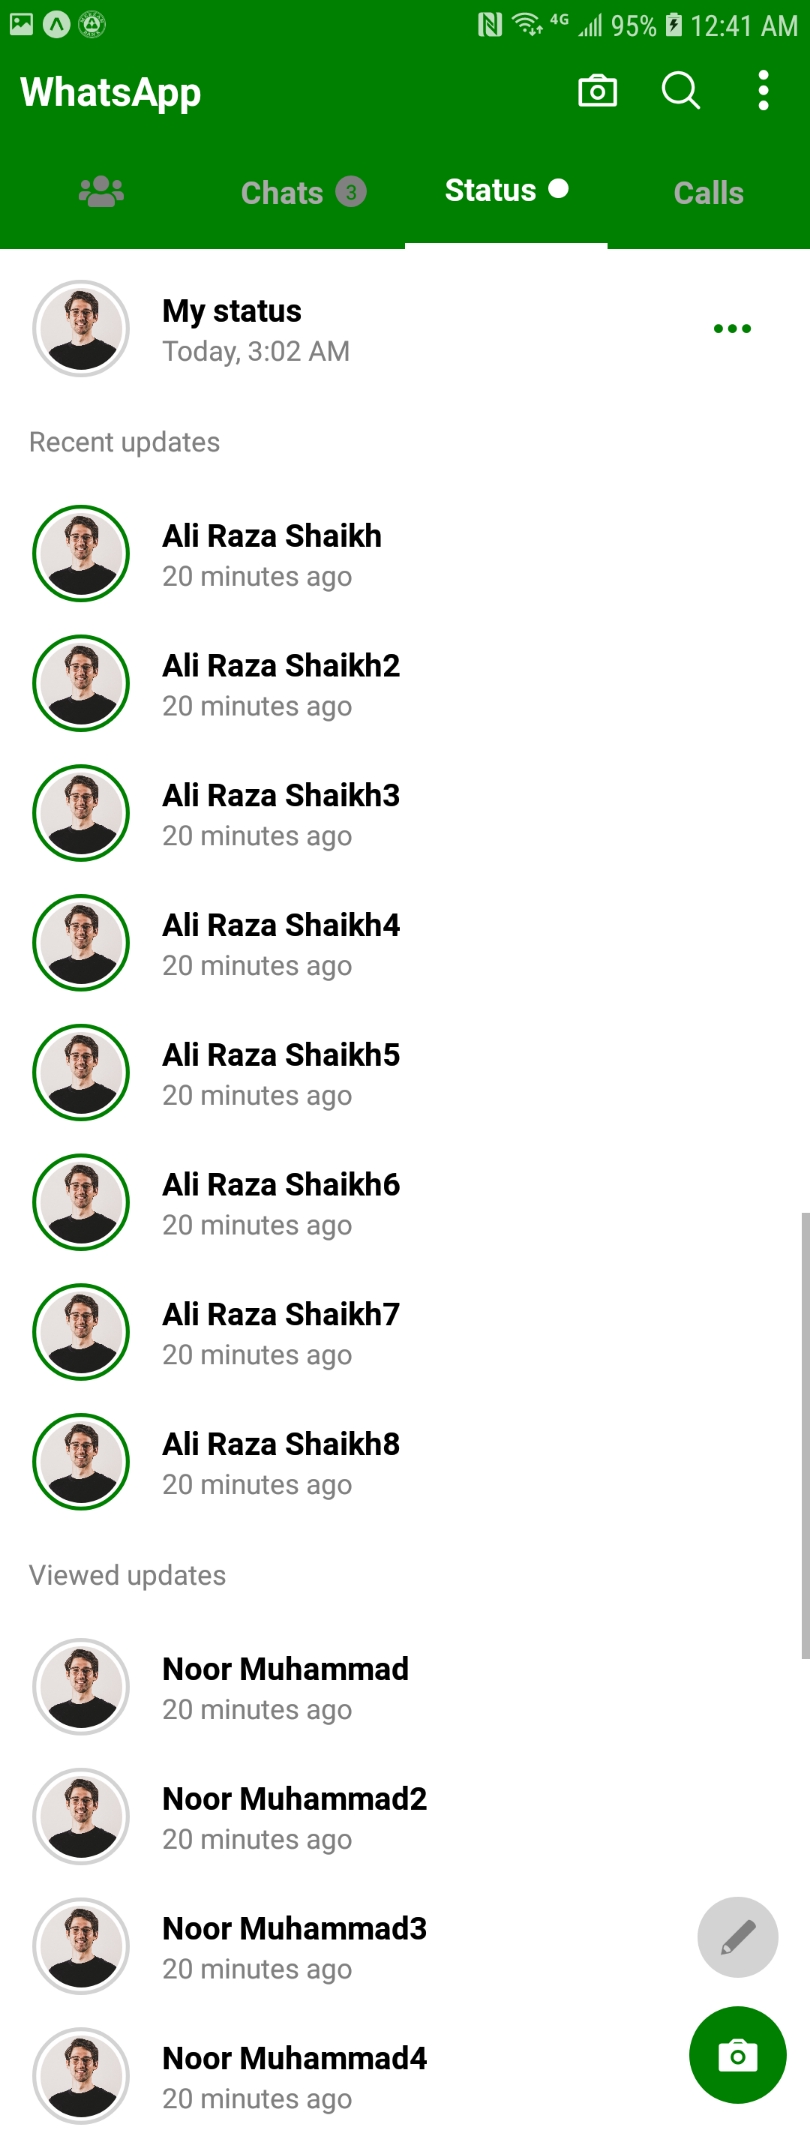 4G 95% 12:41 AM
WhatsApp
Chats 3 Status Calls
My status
Today, 3:02 AM
Recent updates
Ali Raza Shaikh
20 minutes ago
Ali Raza Shaikh2
20 minutes ago
Ali Raza Shaikh3
20 minutes ago
Ali Raza Shaikh4
20 minutes ago
Ali Raza Shaikh5
20 minutes ago
Ali Raza Shaikh6
20 minutes ago
Ali Raza Shaikh7
20 minutes ago
Ali Raza Shaikh8
20 minutes ago
Viewed updates
Noor Muhammad
20 minutes ago
Noor Muhammad2
20 minutes ago
Noor Muhammad3
20 minutes ago
Noor Muhammad4
20 minutes ago